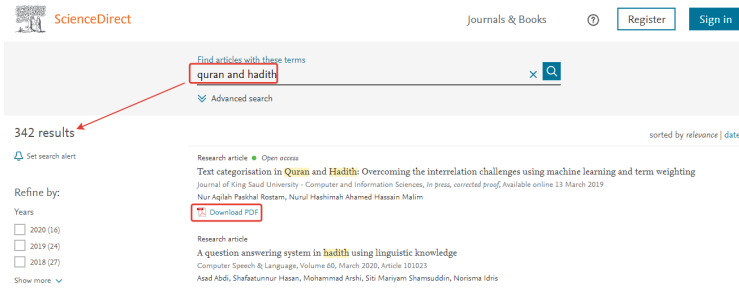 ScienceDirect
Journals & Books
?
Register
Sign in
Find articles with these terms
quran and hadith
Advanced search
342 results
sorted by relevance | date
Set search alert
Refine by:
Years
2020 (16)
2019 (24)
2018 (27)
Show more
Research article Open access
Text categorisation in Quran and Hadith: Overcoming the interrelation challenges using machine learning and term weighting
Journal of King Saud University - Computer and Information Sciences, In press, corrected proof, Available online 13 March 2019
Nur Aqilah Paskhal Rostam, Nurul Hashimah Ahamed Hassain Malim
Download PDF
Research article
A question answering system in hadith using linguistic knowledge
Computer Speech & Language, Volume 60, March 2020, Article 101023
Asad Abdi, Shafaatunnur Hasan, Mohammad Arshi, Siti Mariyam Shamsuddin, Norisma Idris